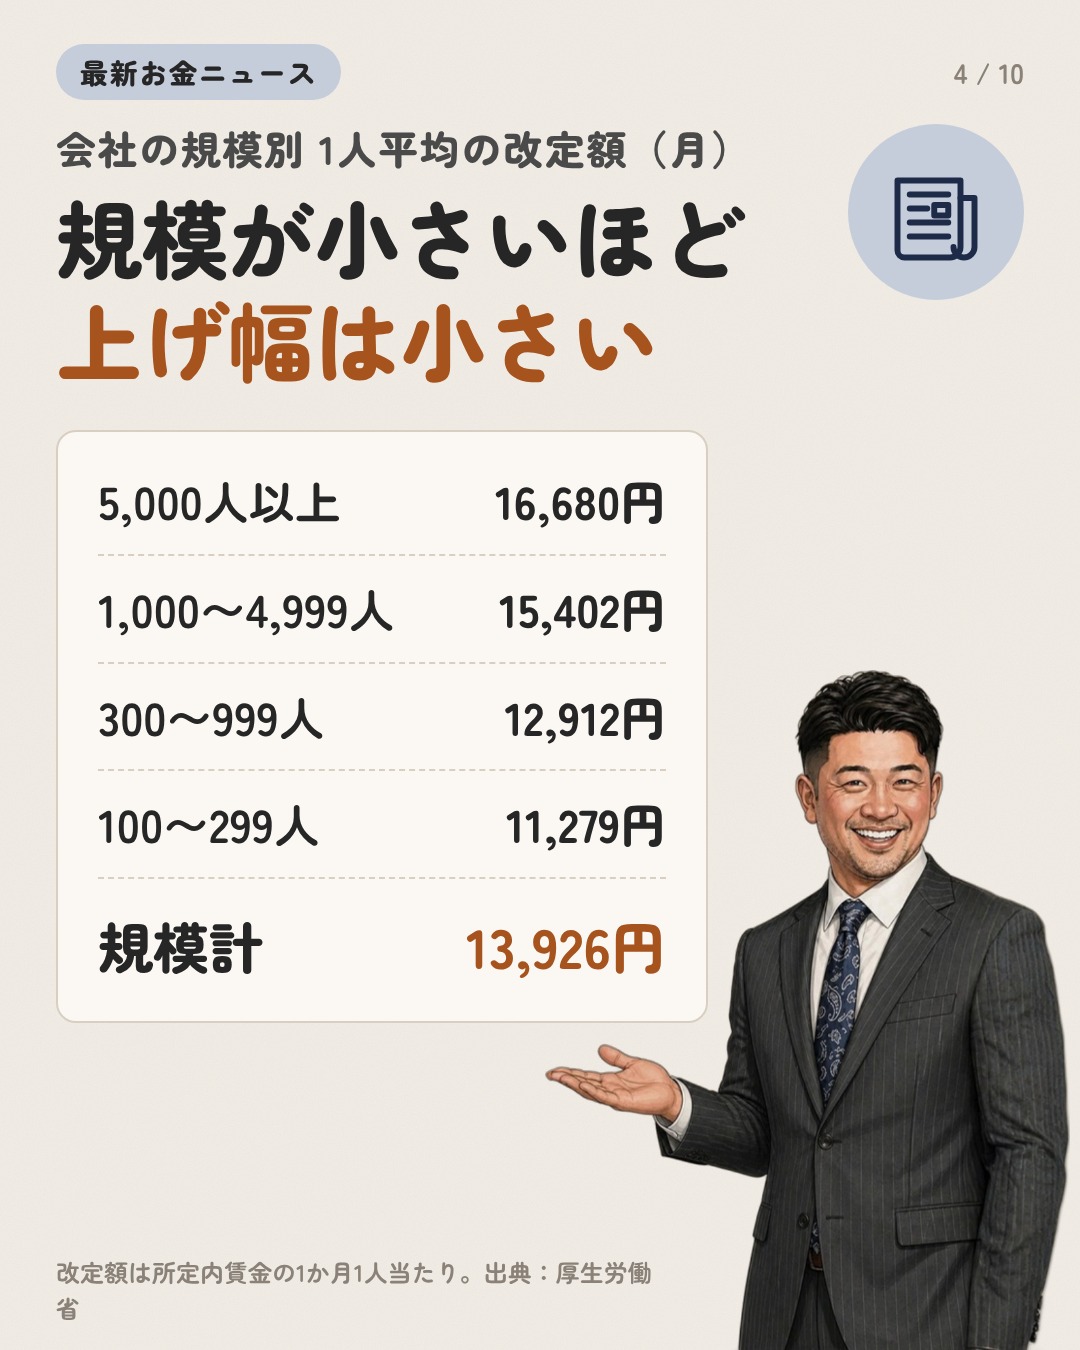 最新お金ニュース
4 / 10
会社の規模別 1人平均の改定額（月）
規模が小さいほど
上げ幅は小さい
5,000人以上 16,680円
1,000〜4,999人 15,402円
300〜999人 12,912円
100〜299人 11,279円
規模計 13,926円
改定額は所定内賃金の1か月1人当たり。出典：厚生労働
省